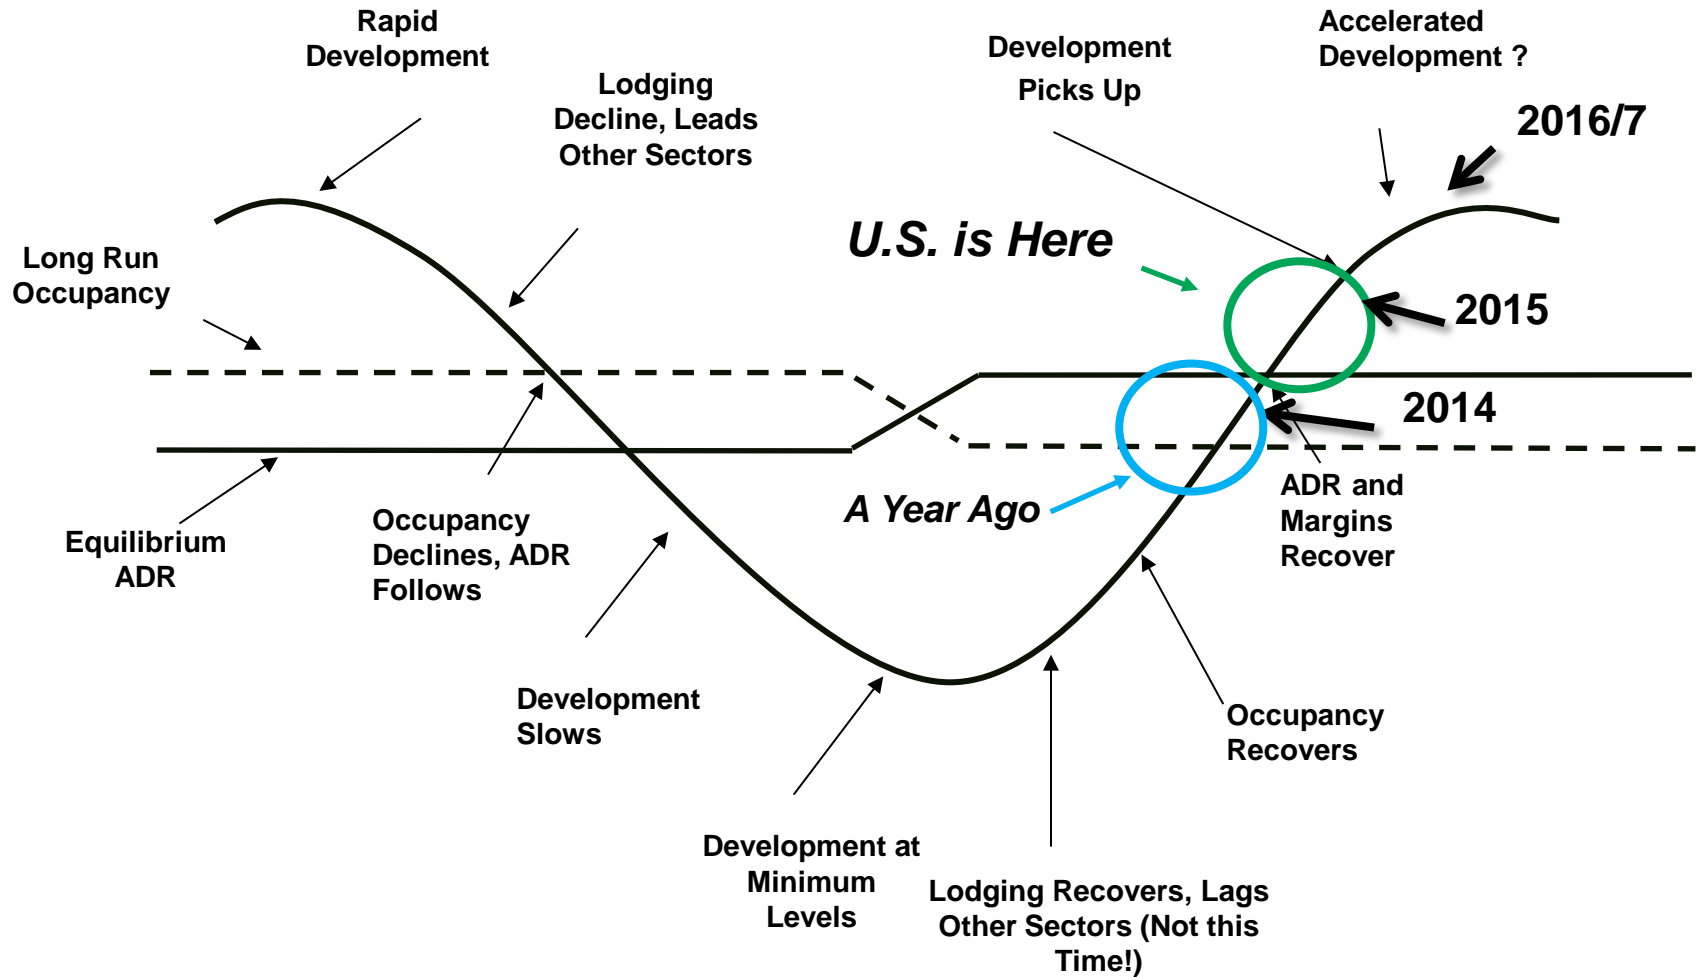 Rapid
Development
Lodging
Decline, Leads
Other Sectors
Development
Picks Up
Accelerated
Development ?
2016/7
U.S. is Here
Long Run
Occupancy
2015
2014
A Year Ago
ADR and
Margins
Recover
Equilibrium
ADR
Occupancy
Declines, ADR
Follows
Development
Slows
Occupancy
Recovers
Development at
Minimum
Levels
Lodging Recovers, Lags
Other Sectors (Not this
Time!)